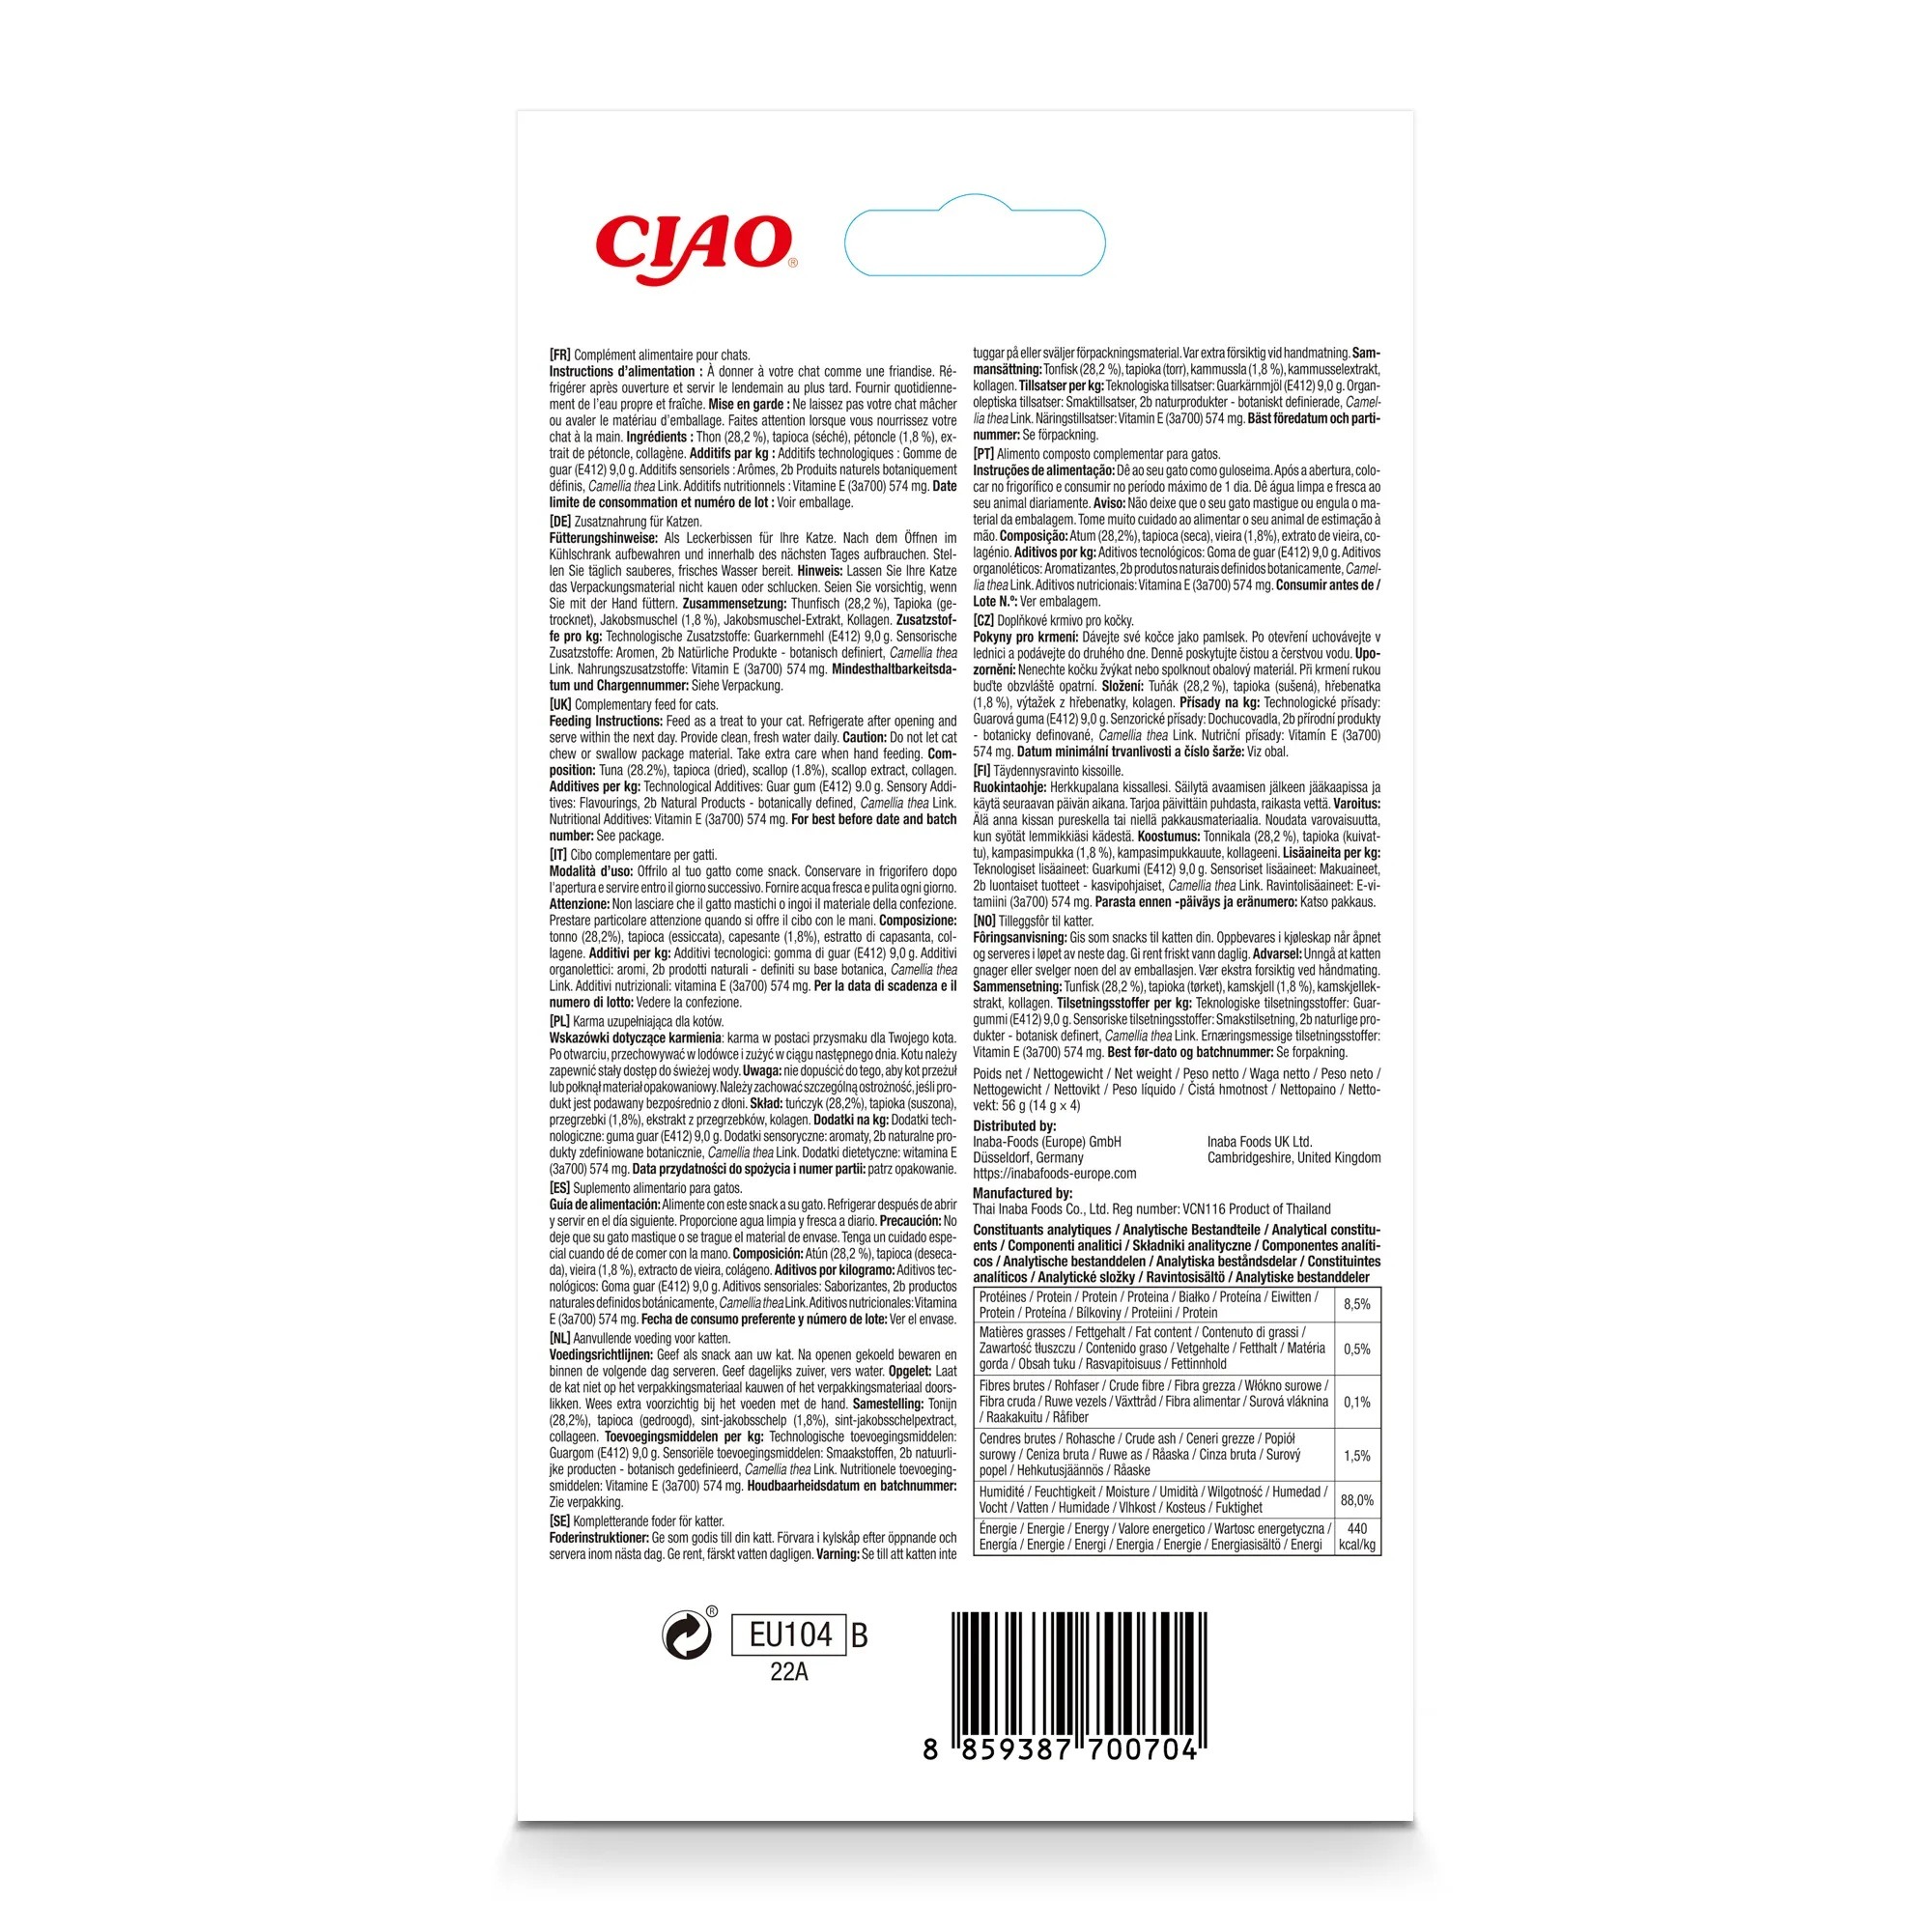 CIAO®
[FR] Complément alimentaire pour chats.
Instructions d’alimentation : À donner à votre chat comme une friandise. Ré-
frigérer après ouverture et servir le lendemain au plus tard. Fournir quotidienne-
ment de l’eau propre et fraîche. Mise en garde : Ne laissez pas votre chat mâcher
ou avaler le matériau d’emballage. Faites attention lorsque vous nourrissez votre
chat à la main. Ingrédients : Thon (28,2 %), tapioca (séché), pétoncle (1,8 %), ex-
trait de pétoncle, collagène. Additifs par kg : Additifs technologiques : Gomme de
guar (E412) 9,0 g. Additifs sensoriels : Arômes, 2b Produits naturels botaniquement
définis, Camellia thea Link. Additifs nutritionnels : Vitamine E (3a700) 574 mg. Date
limite de consommation et numéro de lot : Voir emballage.
[DE] Zusatznahrung für Katzen.
Fütterungshinweise: Als Leckerbissen für Ihre Katze. Nach dem Öffnen im
Kühlschrank aufbewahren und innerhalb des nächsten Tages aufbrauchen. Stel-
len Sie täglich sauberes, frisches Wasser bereit. Hinweis: Lassen Sie Ihre Katze
das Verpackungsmaterial nicht kauen oder schlucken. Seien Sie vorsichtig, wenn
Sie mit der Hand füttern. Zusammensetzung: Thunfisch (28,2 %), Tapioka (ge-
trocknet), Jakobsmuschel (1,8 %), Jakobsmuschel-Extrakt, Kollagen. Zusatzstof-
fe pro kg: Technologische Zusatzstoffe: Guarkernmehl (E412) 9,0 g. Sensorische
Zusatzstoffe: Aromen, 2b Natürliche Produkte - botanisch definiert, Camellia thea
Link. Nahrungszusatzstoffe: Vitamin E (3a700) 574 mg. Mindesthaltbarkeitsda-
tum und Chargennummer: Siehe Verpackung.
[UK] Complementary feed for cats.
Feeding Instructions: Feed as a treat to your cat. Refrigerate after opening and
serve within the next day. Provide clean, fresh water daily. Caution: Do not let cat
chew or swallow package material. Take extra care when hand feeding. Com-
position: Tuna (28.2%), tapioca (dried), scallop (1.8%), scallop extract, collagen.
Additives per kg: Technological Additives: Guar gum (E412) 9.0 g. Sensory Addi-
tives: Flavourings, 2b Natural Products - botanically defined, Camellia thea Link.
Nutritional Additives: Vitamin E (3a700) 574 mg. For best before date and batch
number: See package.
[IT] Cibo complementare per gatti.
Modalità d’uso: Offrilo al tuo gatto come snack. Conservare in frigorifero dopo
l’apertura e servire entro il giorno successivo. Fornire acqua fresca e pulita ogni giorno.
Attenzione: Non lasciare che il gatto mastichi o ingoi il materiale della confezione.
Prestare particolare attenzione quando si offre il cibo con le mani. Composizione:
tonno (28,2%), tapioca (essiccata), capesante (1,8%), estratto di capasanta, col-
lagene. Additivi per kg: Additivi tecnologici: gomma di guar (E412) 9,0 g. Additivi
organolettici: aromi, 2b prodotti naturali - definiti su base botanica, Camellia thea
Link. Additivi nutrizionali: vitamina E (3a700) 574 mg. Per la data di scadenza e il
numero di lotto: Vedere la confezione.
[PL] Karma uzupełniająca dla kotów.
Wskazówki dotyczące karmienia: karma w postaci przysmaku dla Twojego kota.
Po otwarciu, przechowywać w lodówce i zużyć w ciągu następnego dnia. Kotu należy
zapewnić stały dostęp do świeżej wody. Uwaga: nie dopuścić do tego, aby kot przeżuł
lub połknął materiał opakowaniowy. Należy zachować szczególną ostrożność, jeśli pro-
dukt jest podawany bezpośrednio z dłoni. Skład: tuńczyk (28,2%), tapioka (suszona),
przegrzebki (1,8%), ekstrakt z przegrzebków, kolagen. Dodatki na kg: Dodatki tech-
nologiczne: guma guar (E412) 9,0 g. Dodatki sensoryczne: aromaty, 2b naturalne pro-
dukty zdefiniowane botanicznie, Camellia thea Link. Dodatki dietetyczne: witamina E
(3a700) 574 mg. Data przydatności do spożycia i numer partii: patrz opakowanie.
[ES] Suplemento alimentario para gatos.
Guía de alimentación: Alimente con este snack a su gato. Refrigerar después de abrir
y servir en el día siguiente. Proporcione agua limpia y fresca a diario. Precaución: No
deje que su gato mastique o se trague el material de envase. Tenga un cuidado espe-
cial cuando dé de comer con la mano. Composición: Atún (28,2 %), tapioca (deseca-
da), vieira (1,8 %), extracto de vieira, colágeno. Aditivos por kilogramo: Aditivos tec-
nológicos: Goma guar (E412) 9,0 g. Aditivos sensoriales: Saborizantes, 2b productos
naturales definidos botánicamente, Camellia thea Link. Aditivos nutricionales: Vitamina
E (3a700) 574 mg. Fecha de consumo preferente y número de lote: Ver el envase.
[NL] Aanvullende voeding voor katten.
Voedingsrichtlijnen: Geef als snack aan uw kat. Na openen gekoeld bewaren en
binnen de volgende dag serveren. Geef dagelijks zuiver, vers water. Opgelet: Laat
de kat niet op het verpakkingsmateriaal kauwen of het verpakkingsmateriaal doors-
likken. Wees extra voorzichtig bij het voeden met de hand. Samestelling: Tonijn
(28,2%), tapioca (gedroogd), sint-jakobsschelp (1,8%), sint-jakobsschelpextract,
collageen. Toevoegingsmiddelen per kg: Technologische toevoegingsmiddelen:
Guargom (E412) 9,0 g. Sensoriële toevoegingsmiddelen: Smaakstoffen, 2b natuurli-
jke producten - botanisch gedefinieerd, Camellia thea Link. Nutritionele toevoeging-
smiddelen: Vitamine E (3a700) 574 mg. Houdbaarheidsdatum en batchnummer:
Zie verpakking.
[SE] Kompletterande foder för katter.
Foderinstruktioner: Ge som godis till din katt. Förvara i kylskåp efter öppnande och
servera inom nästa dag. Ge rent, färskt vatten dagligen. Varning: Se till att katten inte
tuggar på eller sväljer förpackningsmaterial. Var extra försiktig vid handmatning. Sam-
mansättning: Tonfisk (28,2 %), tapioka (torr), kammussla (1,8 %), kammusselextrakt,
kollagen. Tillsatser per kg: Teknologiska tillsatser: Guarkärnmjöl (E412) 9,0 g. Organ-
oleptiska tillsatser: Smaktillsatser, 2b naturprodukter - botaniskt definierade, Camel-
lia thea Link. Näringstillsatser: Vitamin E (3a700) 574 mg. Bäst föredatum och parti-
nummer: Se förpackning.
[PT] Alimento composto complementar para gatos.
Instruções de alimentação: Dê ao seu gato como guloseima. Após a abertura, colo-
car no frigorífico e consumir no período máximo de 1 dia. Dê água limpa e fresca ao
seu animal diariamente. Aviso: Não deixe que o seu gato mastigue ou engula o ma-
terial da embalagem. Tome muito cuidado ao alimentar o seu animal de estimação à
mão. Composição: Atum (28,2%), tapioca (seca), vieira (1,8%), extrato de vieira, co-
lagénio. Aditivos por kg: Aditivos tecnológicos: Goma de guar (E412) 9,0 g. Aditivos
organoléticos: Aromatizantes, 2b produtos naturais definidos botanicamente, Camel-
lia thea Link. Aditivos nutricionais: Vitamina E (3a700) 574 mg. Consumir antes de /
Lote N.º: Ver embalagem.
[CZ] Doplňkové krmivo pro kočky.
Pokyny pro krmení: Dávejte své kočce jako pamlsek. Po otevření uchovávejte v
lednici a podávejte do druhého dne. Denně poskytujte čistou a čerstvou vodu. Upo-
zornění: Nenechte kočku žvýkat nebo spolknout obalový materiál. Při krmení rukou
buďte obzvláště opatrní. Složení: Tuňák (28,2 %), tapioka (sušená), hřebenatka
(1,8 %), výtažek z hřebenatky, kolagen. Přísady na kg: Technologické přísady:
Guarová guma (E412) 9,0 g. Senzorické přísady: Dochucovadla, 2b přírodní produkty
- botanicky definované, Camellia thea Link. Nutriční přísady: Vitamín E (3a700)
574 mg. Datum minimální trvanlivosti a číslo šarže: Viz obal.
[FI] Täydennysravinto kissoille.
Ruokintaohje: Herkkupalana kissallesi. Säilytä avaamisen jälkeen jääkaapissa ja
käytä seuraavan päivän aikana. Tarjoa päivittäin puhdasta, raikasta vettä. Varoitus:
Älä anna kissan pureskella tai niellä pakkausmateriaalia. Noudata varovaisuutta,
kun syötät lemmikkiäsi kädestä. Koostumus: Tonnikala (28,2 %), tapioka (kuivat-
tu), kampasimpukka (1,8 %), kampasimpukkauute, kollageeni. Lisäaineita per kg:
Teknologiset lisäaineet: Guarkumi (E412) 9,0 g. Sensoriset lisäaineet: Makuaineet,
2b luontaiset tuotteet - kasvipohjaiset, Camellia thea Link. Ravintolisäaineet: E-vi-
tamiini (3a700) 574 mg. Parasta ennen -päiväys ja eränumero: Katso pakkaus.
[NO] Tilleggsfôr til katter.
Fôringsanvisning: Gis som snacks til katten din. Oppbevares i kjøleskap når åpnet
og serveres i løpet av neste dag. Gi rent friskt vann daglig. Advarsel: Unngå at katten
gnager eller svelger noen del av emballasjen. Vær ekstra forsiktig ved håndmating.
Sammensetning: Tunfisk (28,2 %), tapioka (tørket), kamskjell (1,8 %), kamskjellek-
strakt, kollagen. Tilsetningsstoffer per kg: Teknologiske tilsetningsstoffer: Guar-
gummi (E412) 9,0 g. Sensoriske tilsetningsstoffer: Smakstilsetning, 2b naturlige pro-
dukter - botanisk definert, Camellia thea Link. Ernæringsmessige tilsetningsstoffer:
Vitamin E (3a700) 574 mg. Best før-dato og batchnummer: Se forpakning.
Poids net / Nettogewicht / Net weight / Peso netto / Waga netto / Peso neto /
Nettogewicht / Nettovikt / Peso líquido / Čistá hmotnost / Nettopaino / Netto-
vekt: 56 g (14 g x 4)
Distributed by:
Inaba-Foods (Europe) GmbH
Düsseldorf, Germany
https://inabafoods-europe.com
Inaba Foods UK Ltd.
Cambridgeshire, United Kingdom
Manufactured by:
Thai Inaba Foods Co., Ltd. Reg number: VCN116 Product of Thailand
Constituants analytiques / Analytische Bestandteile / Analytical constitu-
ents / Componenti analitici / Składniki analityczne / Componentes analíti-
cos / Analytische bestanddelen / Analytiska beståndsdelar / Constituintes
analíticos / Analytické složky / Ravintosisältö / Analytiske bestanddeler
Protéines / Protein / Protein / Proteina / Białko / Proteína / Eiwitten /
Protein / Proteína / Bílkoviny / Proteiini / Protein
8,5%
Matières grasses / Fettgehalt / Fat content / Contenuto di grassi /
Zawartość tłuszczu / Contenido graso / Vetgehalte / Fetthalt / Matéria
gorda / Obsah tuku / Rasvapitoisuus / Fettinnhold
0,5%
Fibres brutes / Rohfaser / Crude fibre / Fibra grezza / Włókno surowe /
Fibra cruda / Ruwe vezels / Växttråd / Fibra alimentar / Surová vláknina
/ Raakakuitu / Råfiber
0,1%
Cendres brutes / Rohasche / Crude ash / Ceneri grezze / Popiół
surowy / Ceniza bruta / Ruwe as / Råaska / Cinza bruta / Surový
popel / Hehkutusjäännös / Råaske
1,5%
Humidité / Feuchtigkeit / Moisture / Umidità / Wilgotność / Humedad /
Vocht / Vatten / Humidade / Vlhkost / Kosteus / Fuktighet
88,0%
Énergie / Energie / Energy / Valore energetico / Wartosc energetyczna /
Energía / Energie / Energi / Energia / Energie / Energiasisältö / Energi
440
kcal/kg
®
EU104 B
22A
8 859387 700704